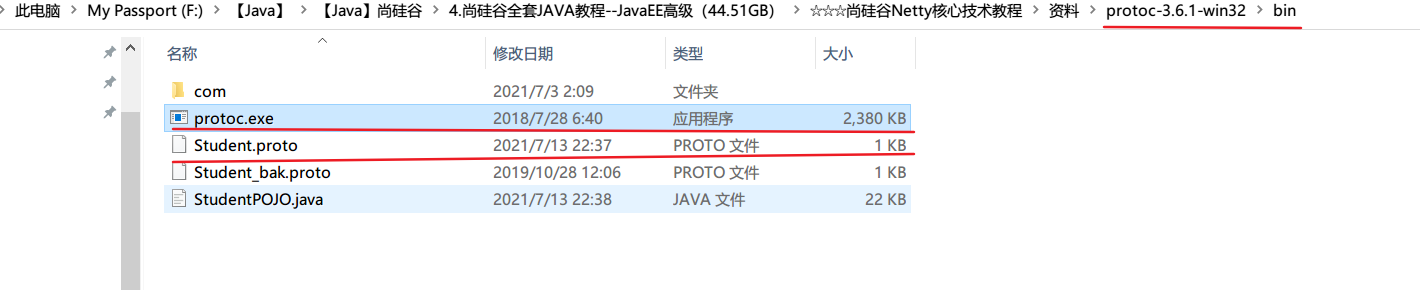 此电脑 > My Passport (F:) > 【Java】 > 【Java】尚硅谷 > 4.尚硅谷全套JAVA教程--JavaEE高级（44.51GB） > ☆☆☆尚硅谷Netty核心技术教程 > 资料 > protoc-3.6.1-win32 > bin
名称 修改日期 类型 大小
com 2021/7/3 2:09 文件夹
protoc.exe 2018/7/28 6:40 应用程序 2,380 KB
Student.proto 2021/7/13 22:37 PROTO 文件 1 KB
Student_bak.proto 2019/10/28 12:06 PROTO 文件 1 KB
StudentPOJO.java 2021/7/13 22:38 JAVA 文件 22 KB